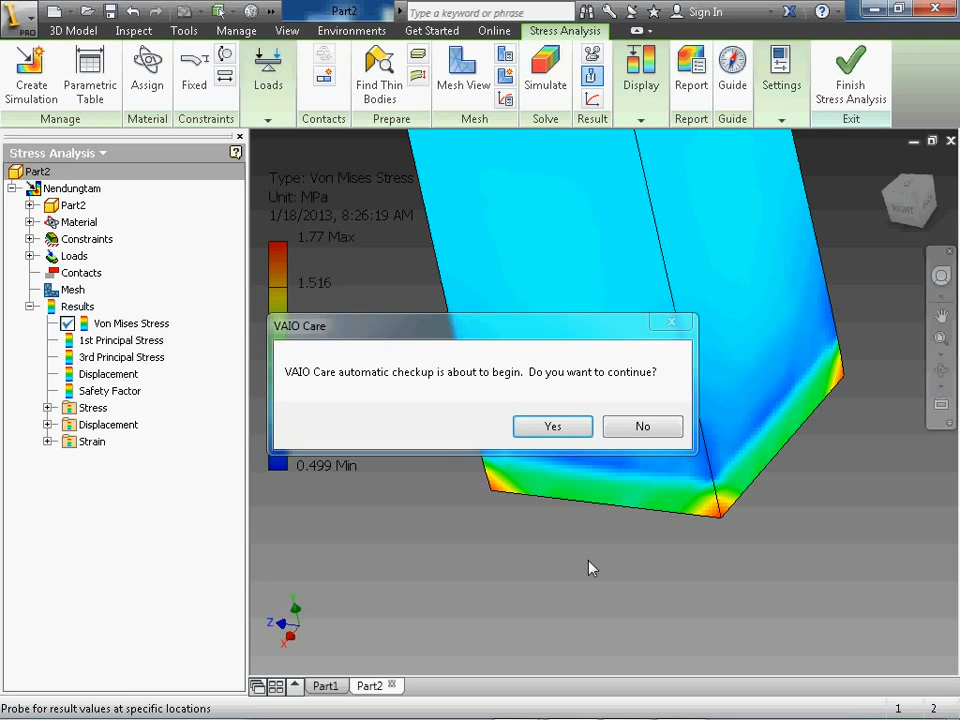 Part2
Type a keyword or phrase
Sign In
PRO
3D Model Inspect Tools Manage View Environments Get Started Online Stress Analysis
Create Simulation
Parametric Table
Assign
Fixed
Loads
Find Thin Bodies
Mesh View
Simulate
Display
Report
Guide
Settings
Finish Stress Analysis
Manage Material Constraints Contacts Prepare Mesh Solve Result Report Guide Exit
Stress Analysis
Part2
Nendungtam
Part2
Material
Constraints
Loads
Contacts
Mesh
Results
Von Mises Stress
1st Principal Stress
3rd Principal Stress
Displacement
Safety Factor
Stress
Displacement
Strain
Type: Von Mises Stress
Unit: MPa
1/18/2013, 8:26:19 AM
1.77 Max
1.516
0.499 Min
RIGHT
VAIO Care
VAIO Care automatic checkup is about to begin. Do you want to continue?
Yes No
Y
Z
X
Part1 Part2
Probe for result values at specific locations
1 2